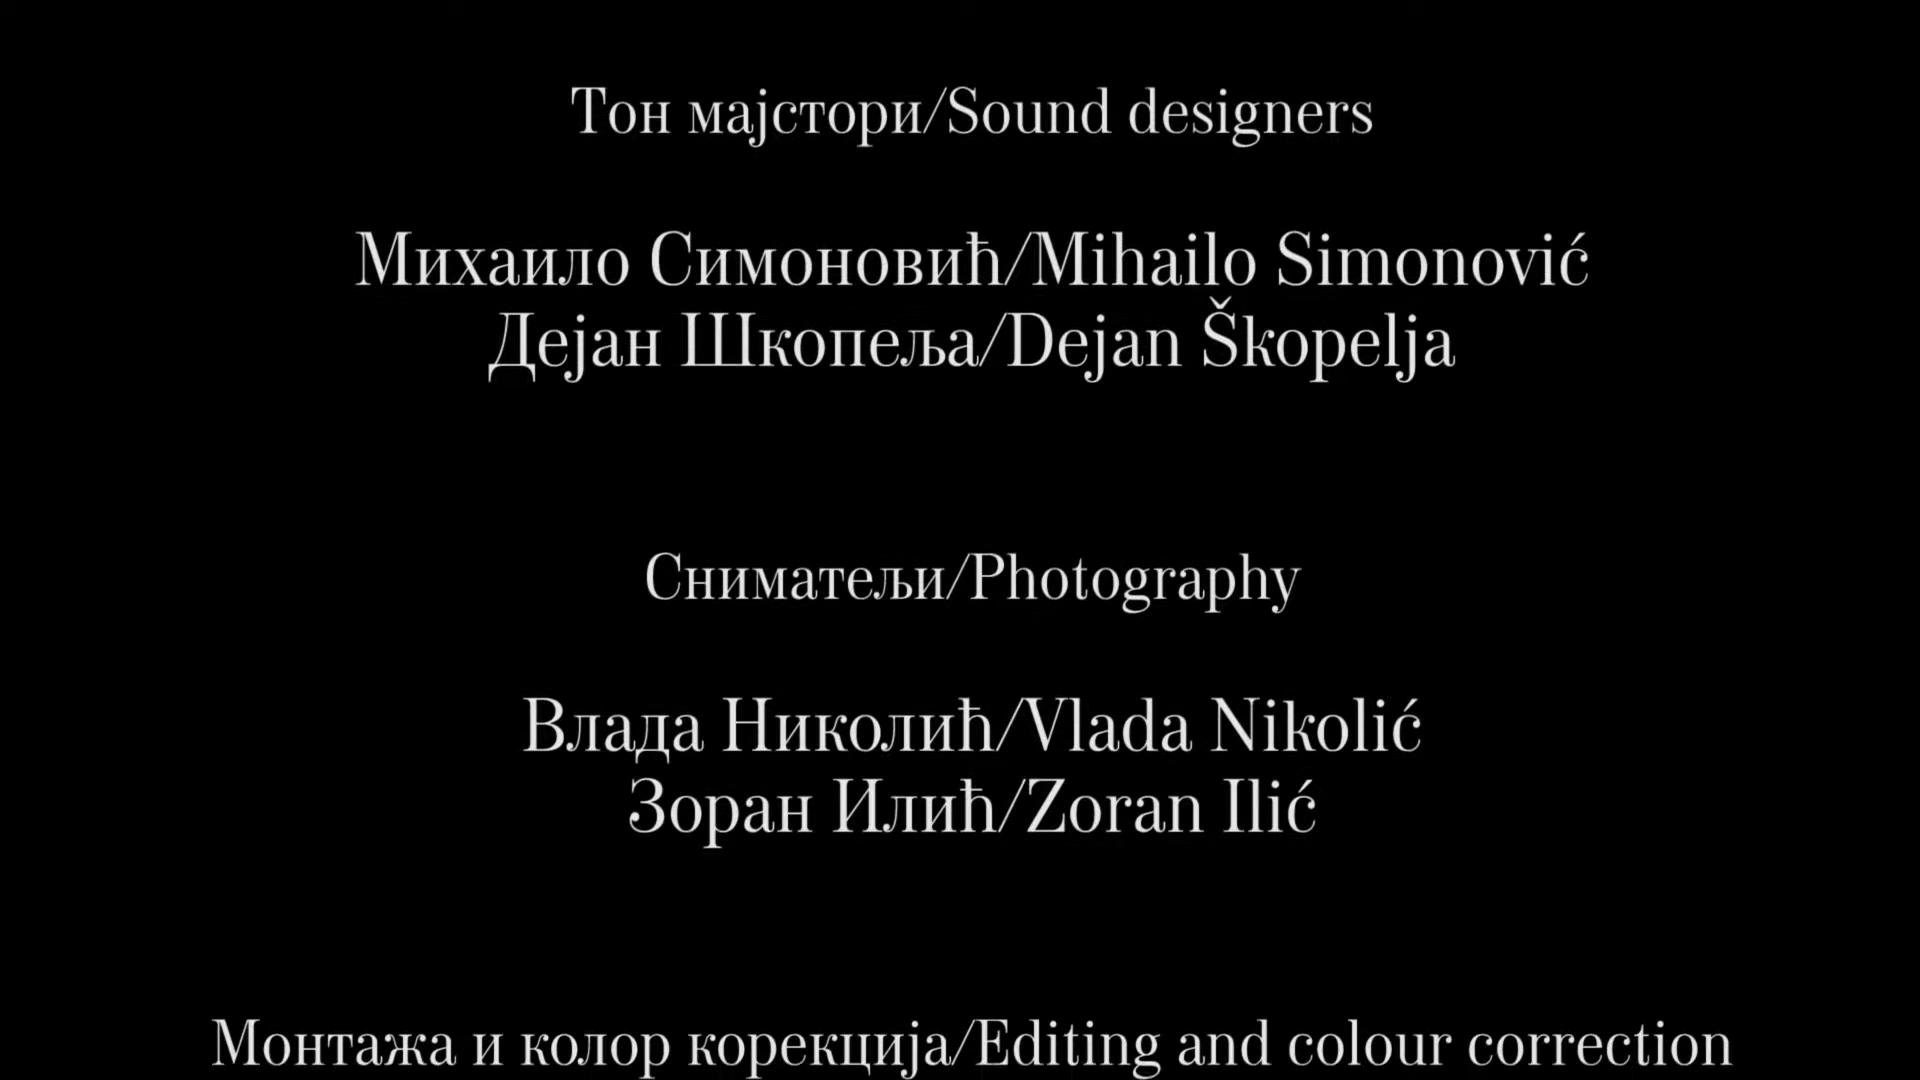 Тон мајстори/Sound designers
Михаило Симоновић/Mihailo Simonović
Дејан Шкопеља/Dejan Škopelja
Сниматељи/Photography
Влада Николић/Vlada Nikolić
Зоран Илић/Zoran Ilić
Монтажа и колор корекција/Editing and colour correction